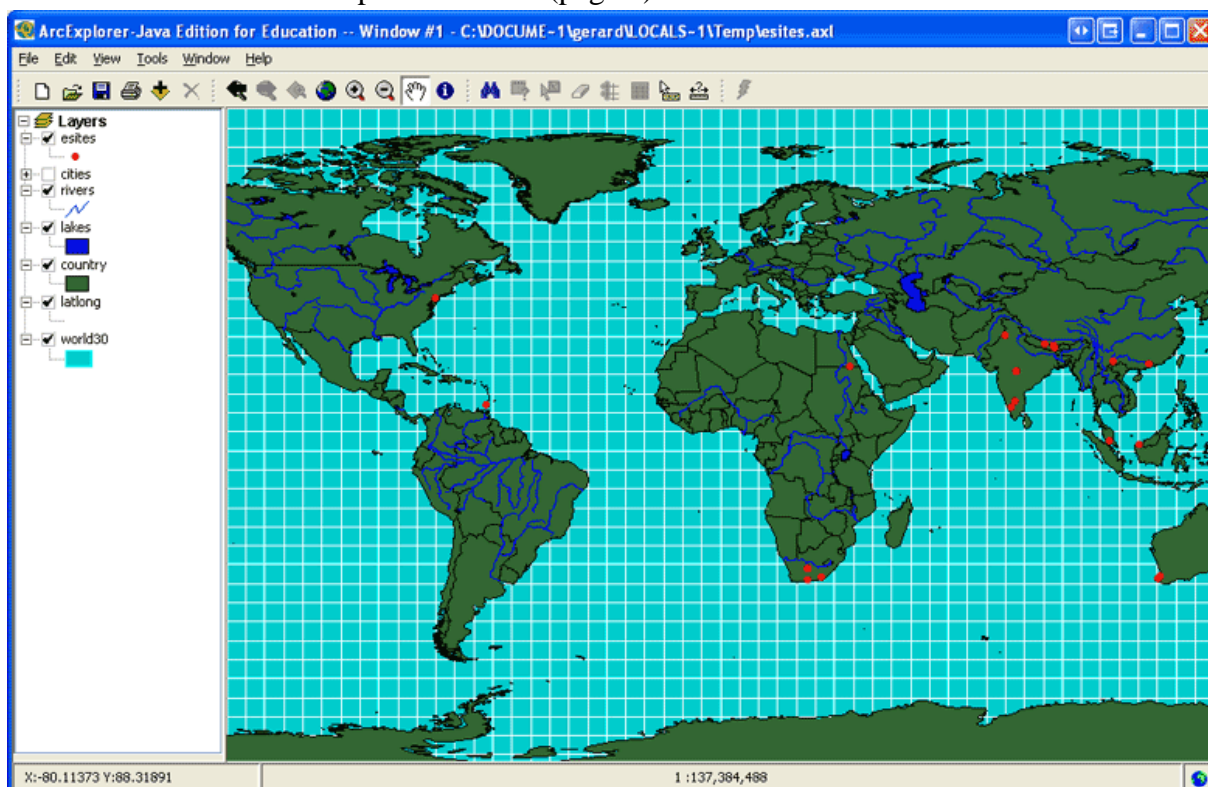 ArcExplorer-Java Edition for Education -- Window #1 - C:\DOCUME~1\gerard\LOCALS~1\Temp\esites.axl
File Edit View Tools Window Help
Layers
esites
cities
rivers
lakes
country
latlong
world30
X:-80.11373 Y:88.31891
1 :137,384,488